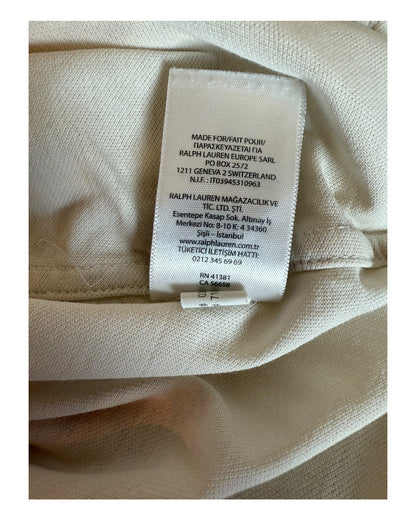 MADE FOR/FAIT POUR/
ΠΑΡΑΣΚΕΥΑΖΕΤΑΙ ΓΙΑ
RALPH LAUREN EUROPE SARL
PO BOX 2572
1211 GENEVA 2 SWITZERLAND
N.I.F. : IT03945310963
RALPH LAUREN MAĞAZACILIK VE
TİC. LTD. ŞTİ.
Esentepe Kasap Sok. Altınay İş
Merkezi No: 8-10 K: 4 34360
Şişli - İstanbul
www.ralphlauren.com.tr
TÜKETİCİ İLETİŞİM HATTI:
0212 345 69 69
RN 41381
CA 56658